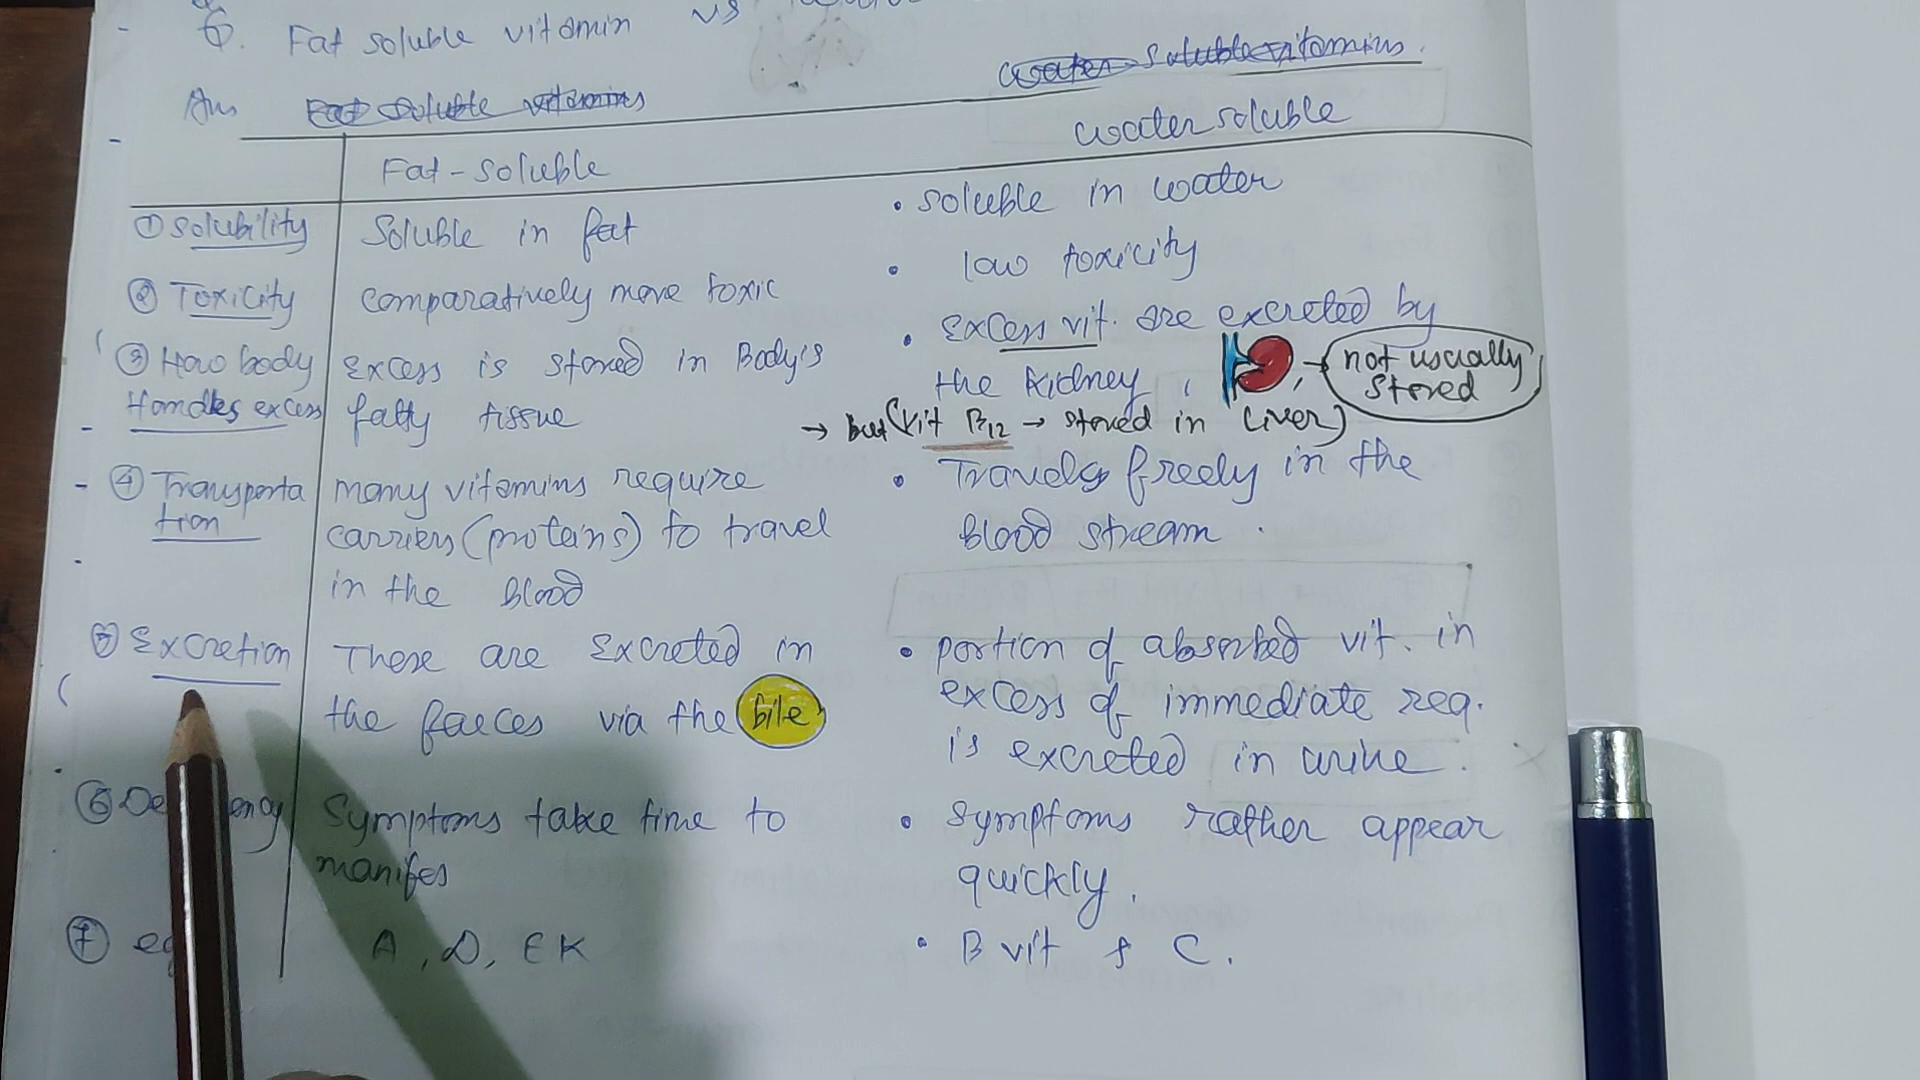 Q. Fat soluble vitamin vs
Ans Fat soluble vitamins
water soluble vitamins.
Fat-soluble
water soluble
① Solubility
Soluble in fat
• soluble in water
② Toxicity
comparatively more toxic
• low toxicity
③ How body
Handles excess
Excess is stored in Body's
fatty tissue
• Excess vit. are excreted by
the kidney,
→ not usually
stored
→ but (vit B12 → stored in Liver)
④ Transporta
tion
many vitamins require
carriers (proteins) to travel
in the blood
• Travels freely in the
blood stream.
⑤ Excretion
These are Excreted in
the faeces via the bile
• portion of absorbed vit. in
excess of immediate req.
is excreted in urine.
⑥ De ency
Symptoms take time to
manifes
• Symptoms rather appear
quickly.
⑦ eg
A, D, E K
• B vit & C.